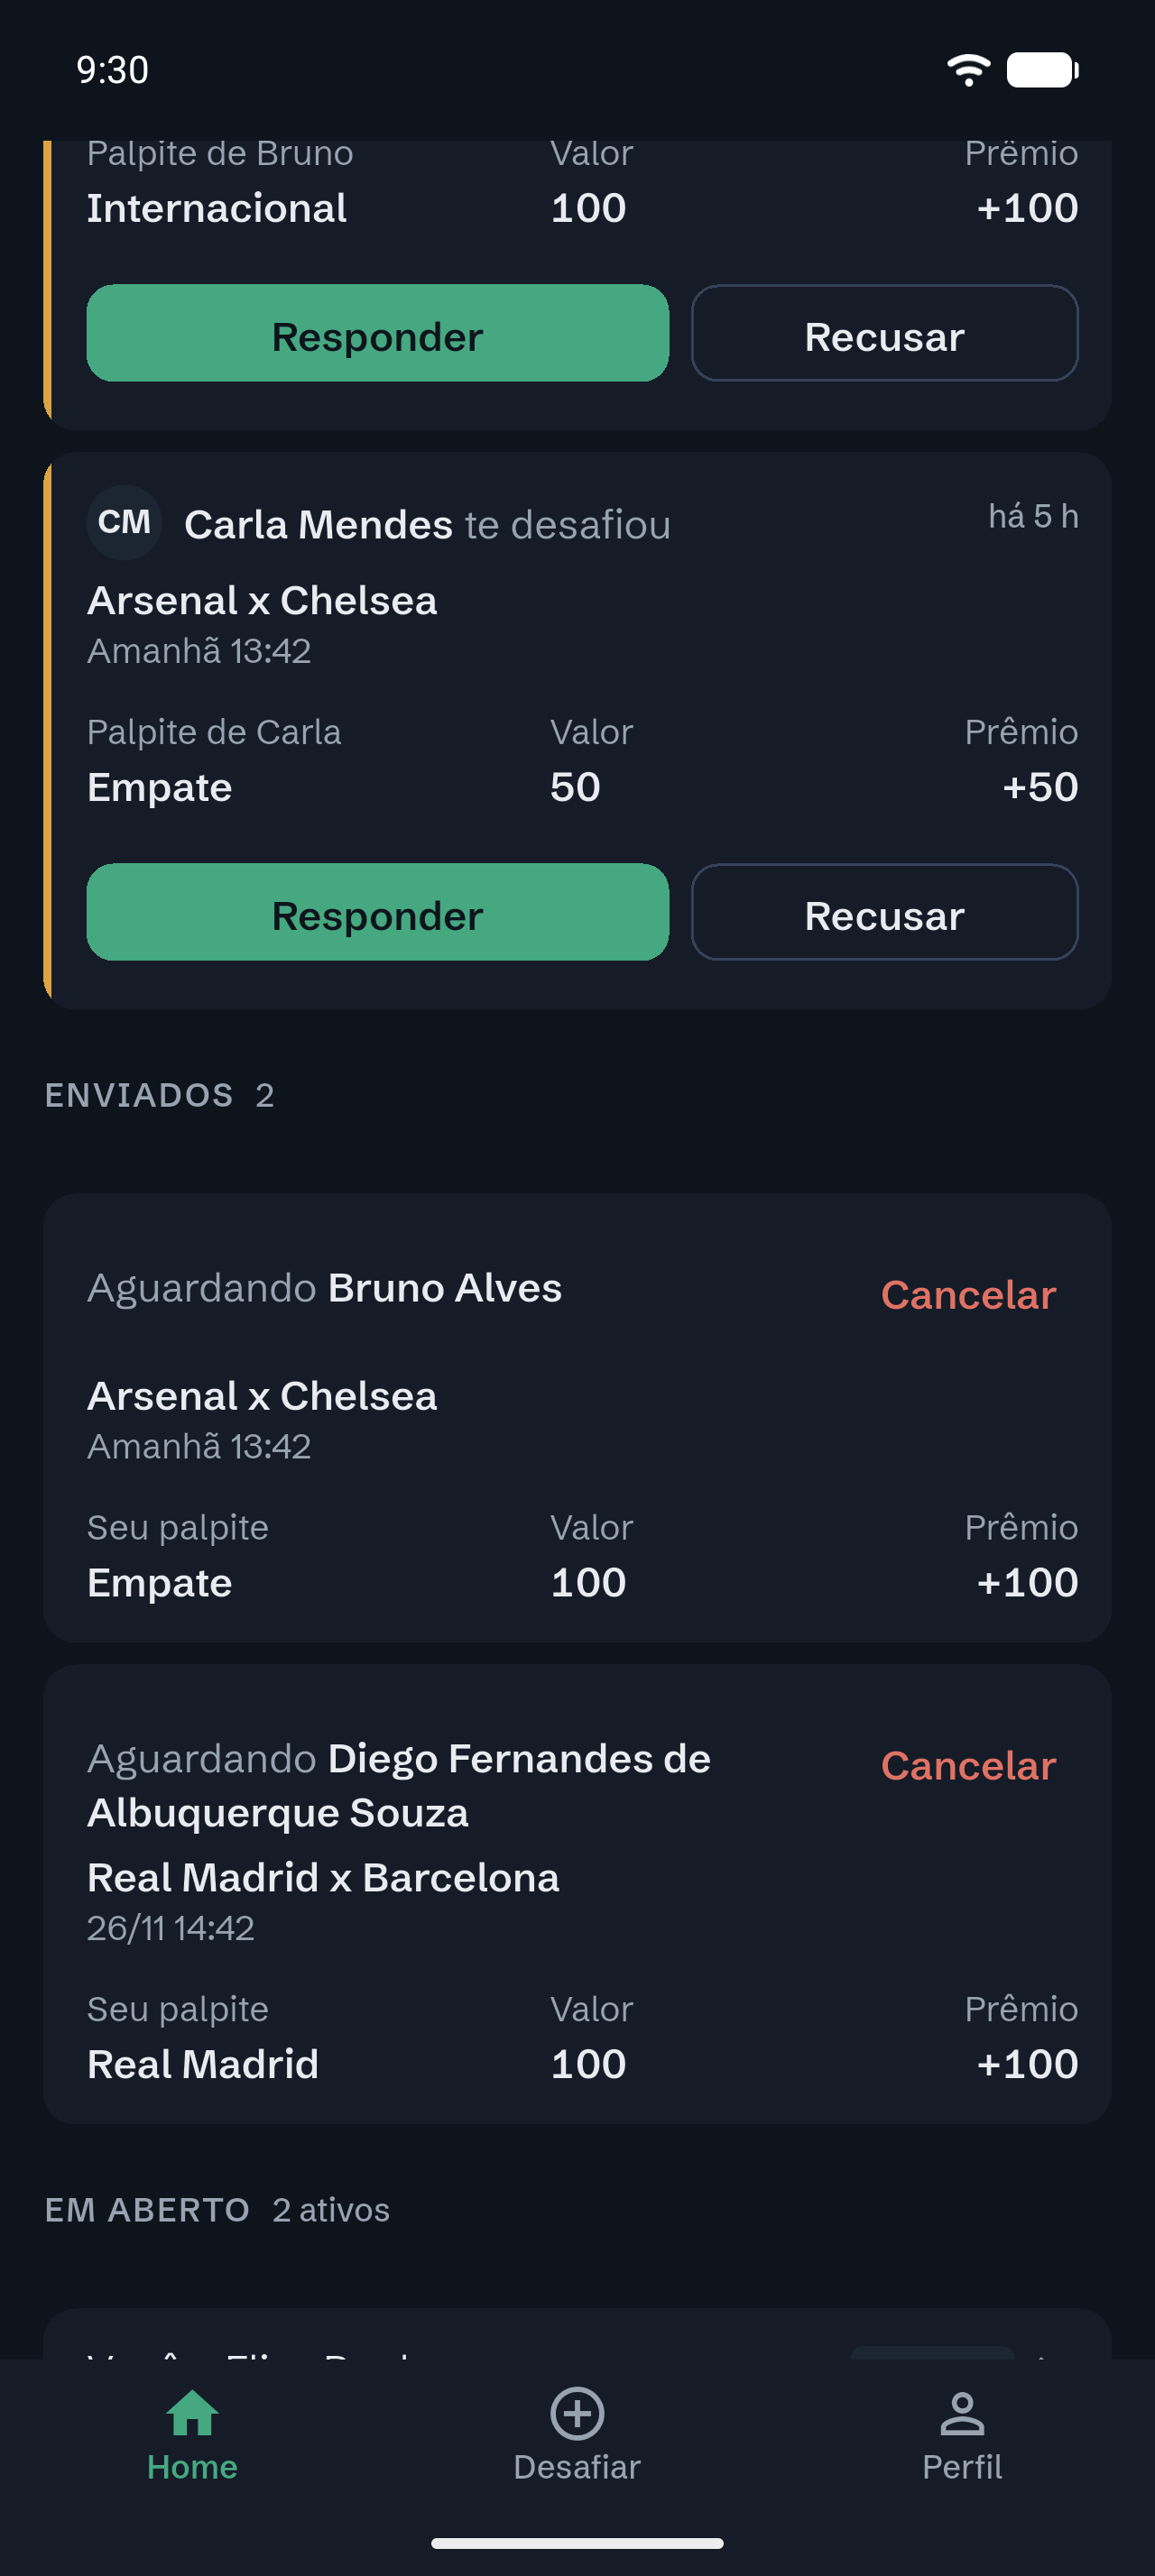 9:30
Palpite de Bruno Valor Prêmio
Internacional 100 +100
Responder Recusar
CM Carla Mendes te desafiou há 5 h
Arsenal x Chelsea
Amanhã 13:42
Palpite de Carla Valor Prêmio
Empate 50 +50
Responder Recusar
ENVIADOS 2
Aguardando Bruno Alves Cancelar
Arsenal x Chelsea
Amanhã 13:42
Seu palpite Valor Prêmio
Empate 100 +100
Aguardando Diego Fernandes de Cancelar
Albuquerque Souza
Real Madrid x Barcelona
26/11 14:42
Seu palpite Valor Prêmio
Real Madrid 100 +100
EM ABERTO 2 ativos
Home Desafiar Perfil